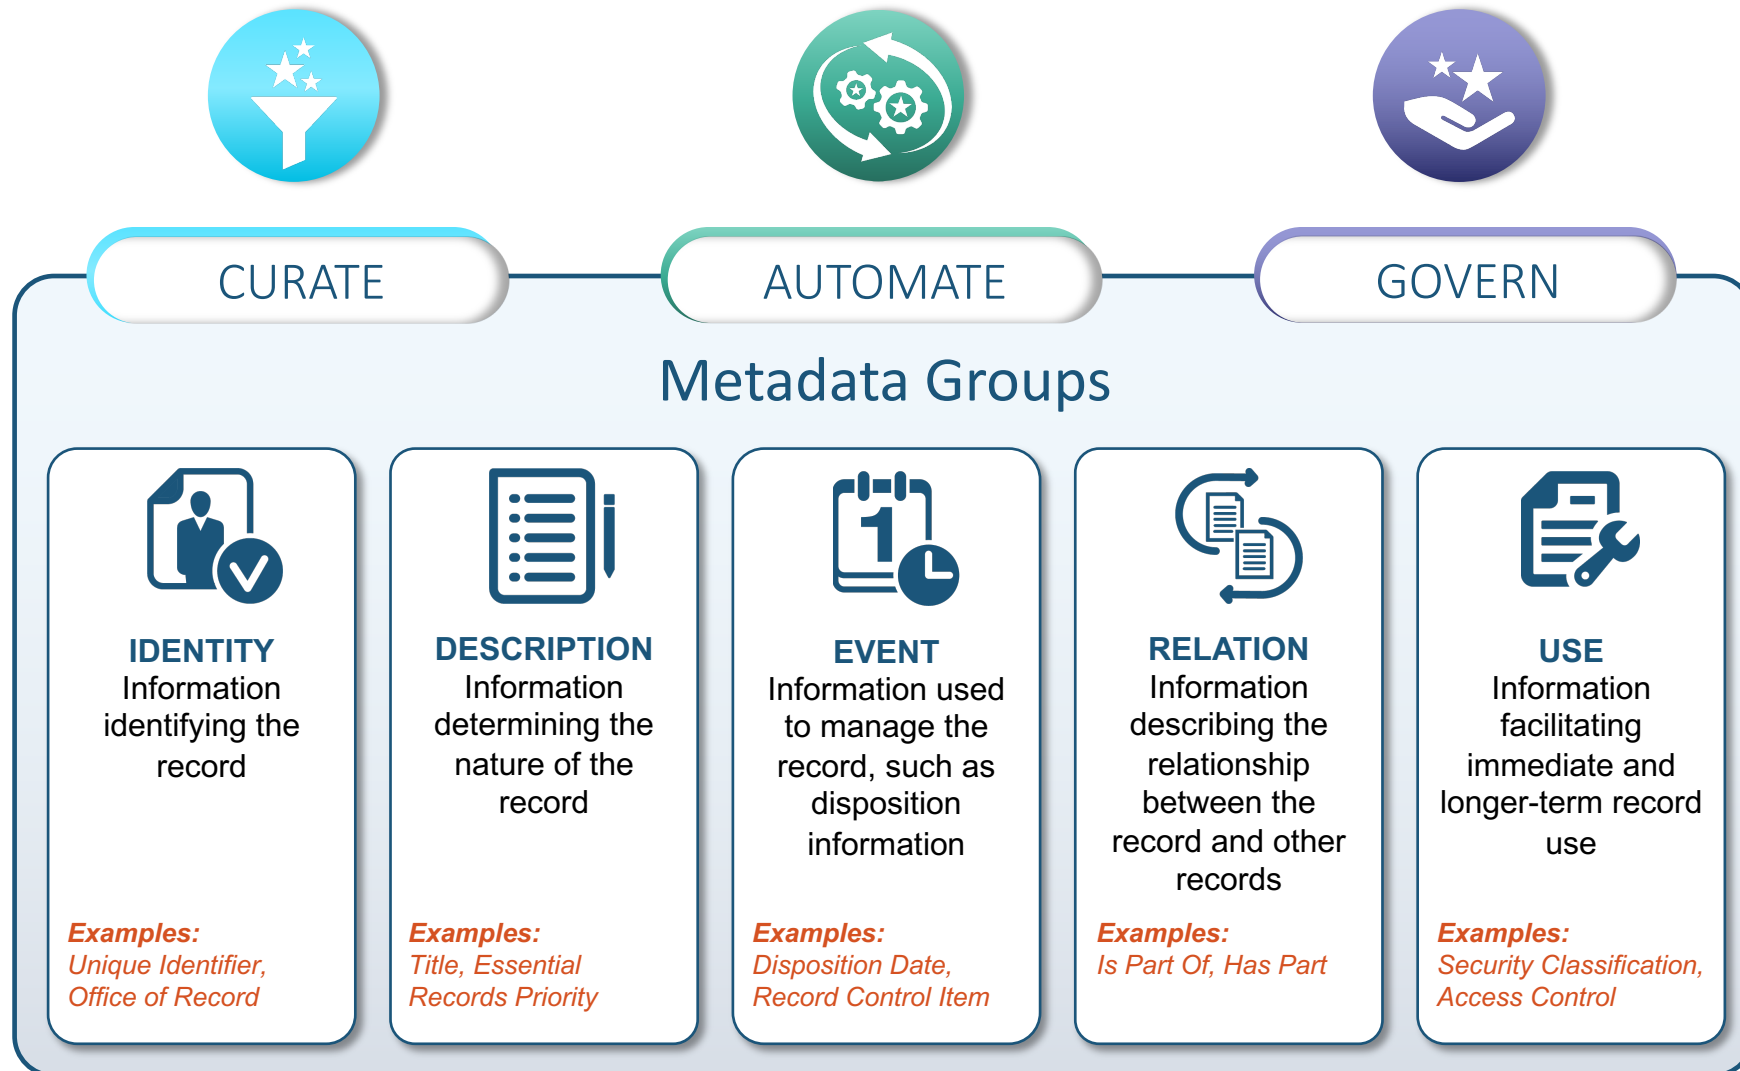 CURATE
AUTOMATE
GOVERN
Metadata Groups
1
IDENTITY
Information
identifying the
record
Examples:
Unique Identifier,
Office of Record
DESCRIPTION
Information
determining the
nature of the
record
Examples:
Title, Essential
Records Priority
EVENT
Information used
to manage the
record, such as
disposition
information
Examples:
Disposition Date,
Record Control Item
RELATION
Information
describing the
relationship
between the
record and other
records
Examples:
Is Part Of, Has Part
USE
Information
facilitating
immediate and
longer-term record
use
Examples:
Security Classification,
Access Control